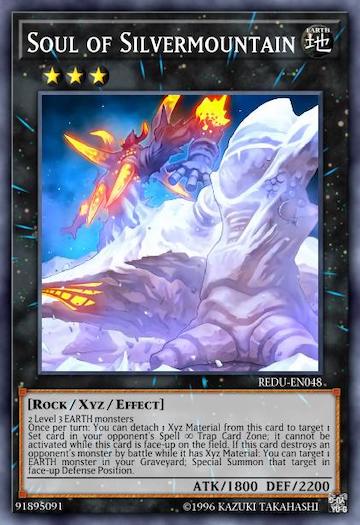 SOUL OF SILVERMOUNTAIN
EARTH
地
REDU-EN048
[ROCK / XYZ / EFFECT]
2 Level 3 EARTH monsters
Once per turn: You can detach 1 Xyz Material from this card to target 1
Set card in your opponent's Spell & Trap Card Zone; it cannot be
activated while this card is face-up on the field. If this card destroys an
opponent's monster by battle while it has Xyz Material: You can target 1
EARTH monster in your Graveyard; Special Summon that target in
face-up Defense Position.
ATK/1800 DEF/2200
91895091
©1996 KAZUKI TAKAHASHI